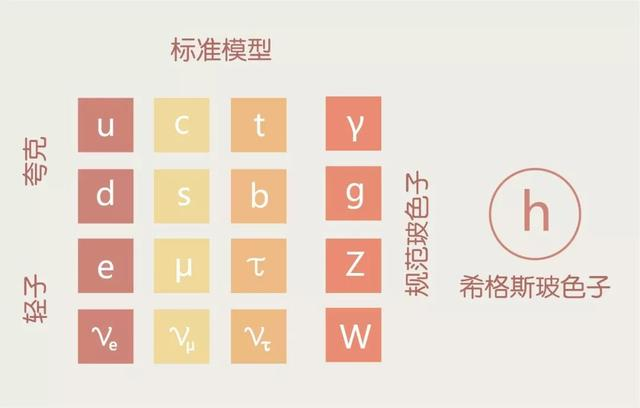 标准模型
夸克
u c t γ
d s b g
规范玻色子
h
轻子
e μ τ Z
希格斯玻色子
νe νμ ντ W